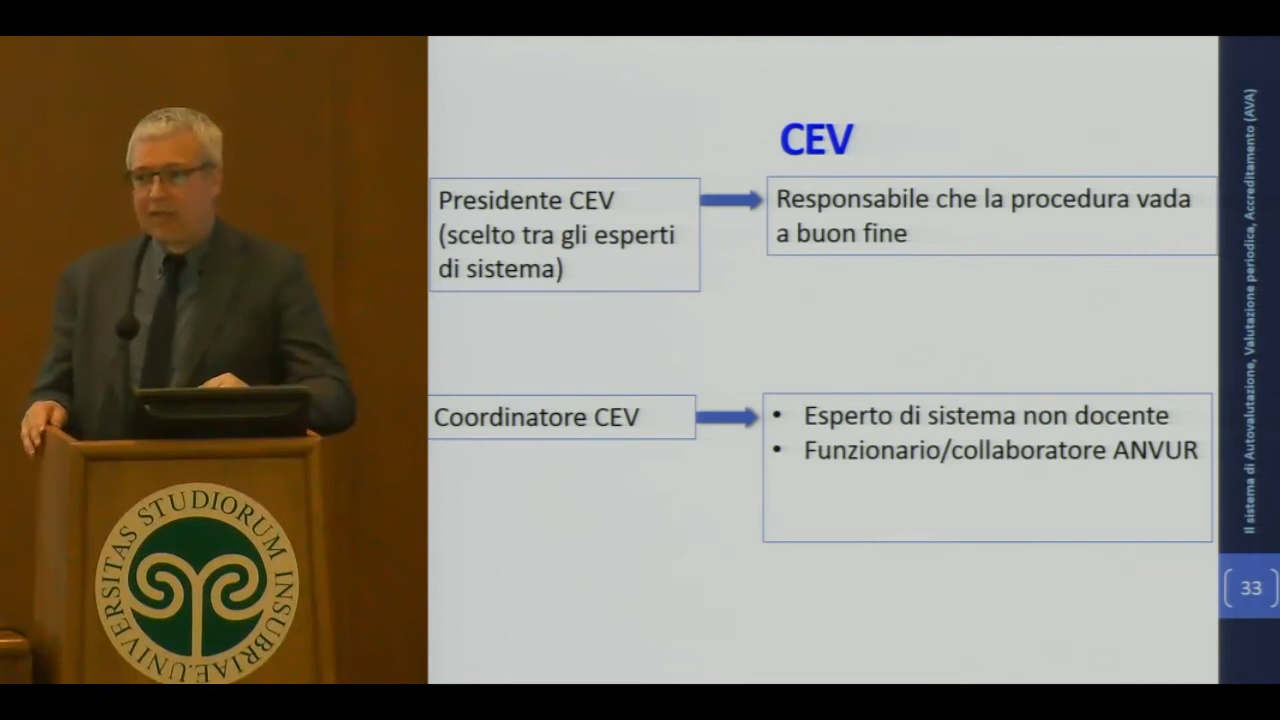 CEV
Presidente CEV
(scelto tra gli esperti
di sistema)
Responsabile che la procedura vada
a buon fine
Coordinatore CEV
• Esperto di sistema non docente
• Funzionario/collaboratore ANVUR
Il sistema di Autovalutazione, Valutazione periodica, Accreditamento (AVA)
33
UNIVERSITAS STUDIORUM INSUBRIAE